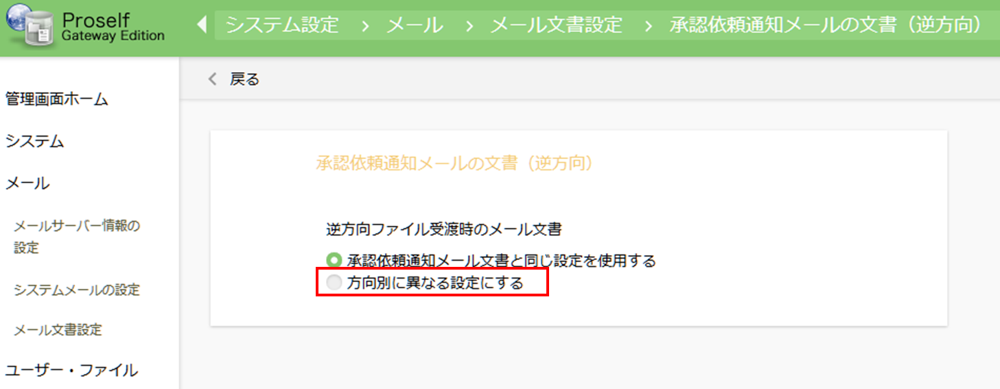 Proself
Gateway Edition
システム設定 › メール › メール文書設定 › 承認依頼通知メールの文書（逆方向）
戻る
管理画面ホーム
システム
メール
メールサーバー情報の
設定
システムメールの設定
メール文書設定
ユーザー・ファイル
承認依頼通知メールの文書（逆方向）
逆方向ファイル受渡時のメール文書
承認依頼通知メール文書と同じ設定を使用する
方向別に異なる設定にする